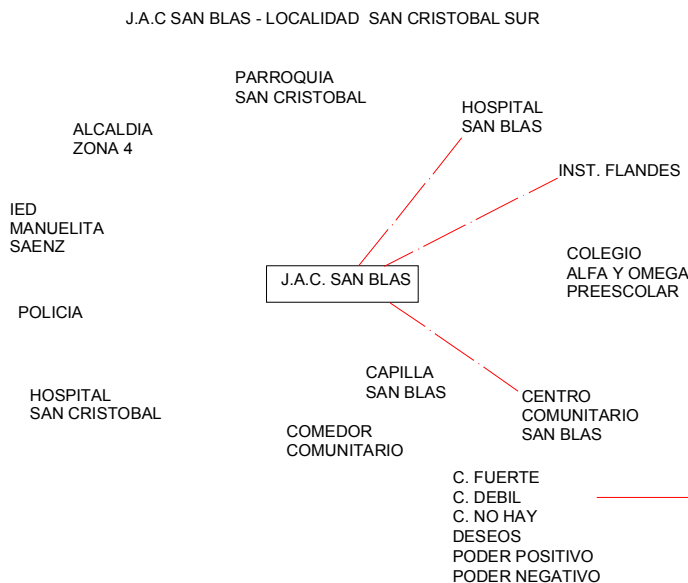 J.A.C SAN BLAS - LOCALIDAD SAN CRISTOBAL SUR
PARROQUIA
SAN CRISTOBAL
HOSPITAL
SAN BLAS
ALCALDIA
ZONA 4
INST. FLANDES
IED
MANUELITA
SAENZ
COLEGIO
ALFA Y OMEGA
PREESCOLAR
J.A.C. SAN BLAS
POLICIA
CAPILLA
SAN BLAS
HOSPITAL
SAN CRISTOBAL
CENTRO
COMUNITARIO
SAN BLAS
COMEDOR
COMUNITARIO
C. FUERTE
C. DEBIL
C. NO HAY
DESEOS
PODER POSITIVO
PODER NEGATIVO